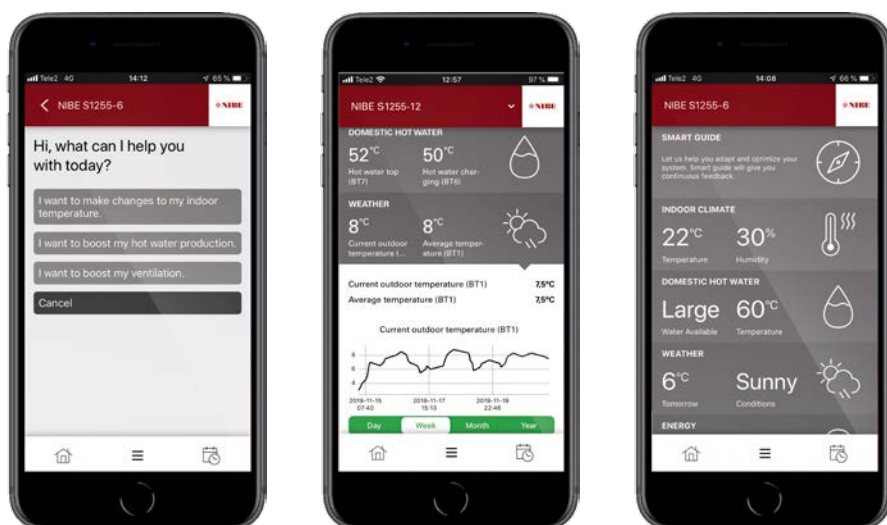 Tele2 4G 14:12 65 %
NIBE S1255-6
NIBE
Hi, what can I help you
with today?
I want to make changes to my indoor
temperature.
I want to boost my hot water production.
I want to boost my ventilation.
Cancel
Tele2 12:57 97 %
NIBE S1255-12
NIBE
DOMESTIC HOT WATER
52°C 50°C
Hot water top Hot water char-
(BT7) ging (BT6)
WEATHER
8°C 8°C
Current outdoor Average temper-
temperature (... ature (BT1)
Current outdoor temperature (BT1) 7,5°C
Average temperature (BT1) 7,5°C
Current outdoor temperature (BT1)
8
6
4
2019-11-15 2019-11-17 2019-11-19
07:40 15:13 22:46
Day Week Month Year
Tele2 4G 14:08 66 %
NIBE S1255-6
NIBE
SMART GUIDE
Let us help you adapt and optimize your
system. Smart guide will give you
continuous feedback.
INDOOR CLIMATE
22°C 30%
Temperature Humidity
DOMESTIC HOT WATER
Large 60°C
Water Available Temperature
WEATHER
6°C Sunny
Tomorrow Conditions
ENERGY